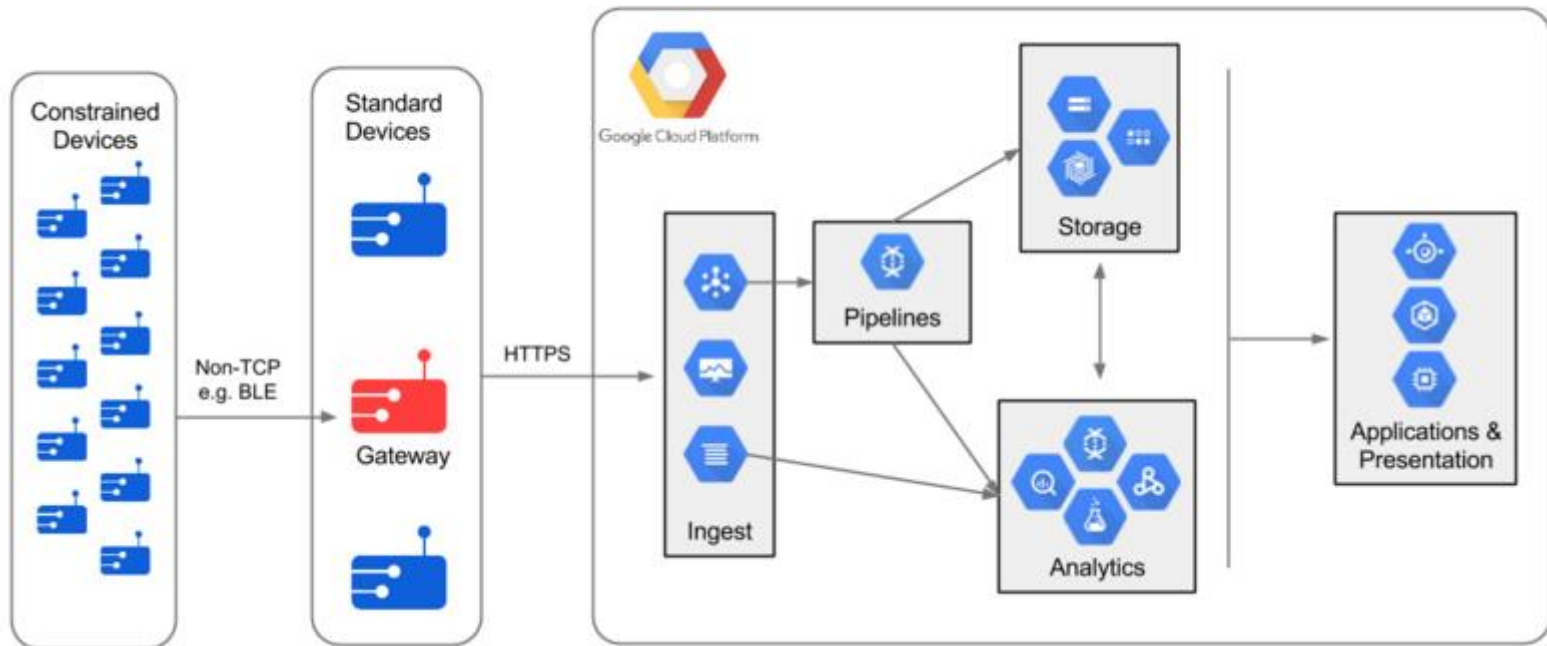 Constrained
Devices
Non-TCP
e.g. BLE
Standard
Devices
Gateway
HTTPS
Google Cloud Platform
Ingest
Pipelines
Storage
Analytics
Applications &
Presentation